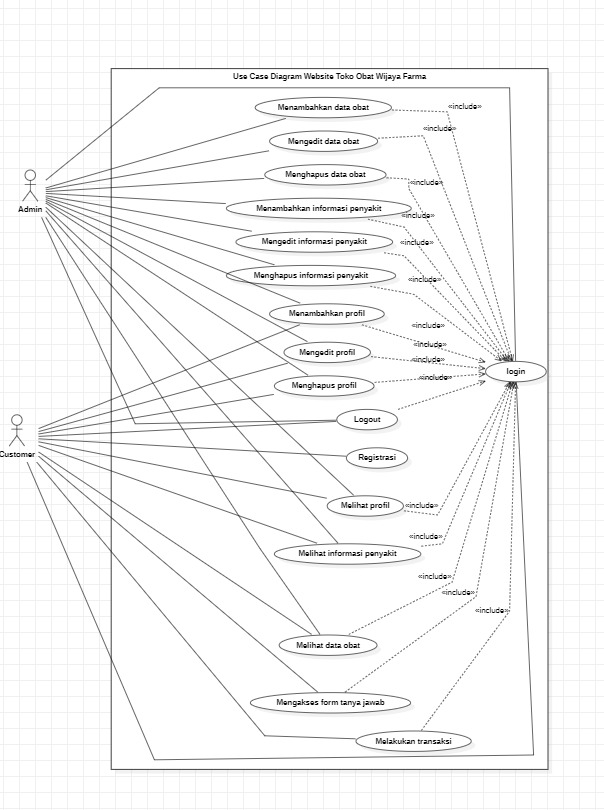 Use Case Diagram Website Toko Obat Wijaya Farma
Menambahkan data obat
«include»
Mengedit data obat
«include»
Menghapus data obat
«include»
Admin
Menambahkan informasi penyakit
«include»
Mengedit informasi penyakit
«include»
Menghapus informasi penyakit
«include»
Menambahkan profil
«include»
Mengedit profil
«include»
«include»
login
Menghapus profil
«include»
Logout
Customer
Registrasi
Melihat profil
«include»
«include»
Melihat informasi penyakit
«include»
«include»
«include»
Melihat data obat
Mengakses form tanya jawab
Melakukan transaksi